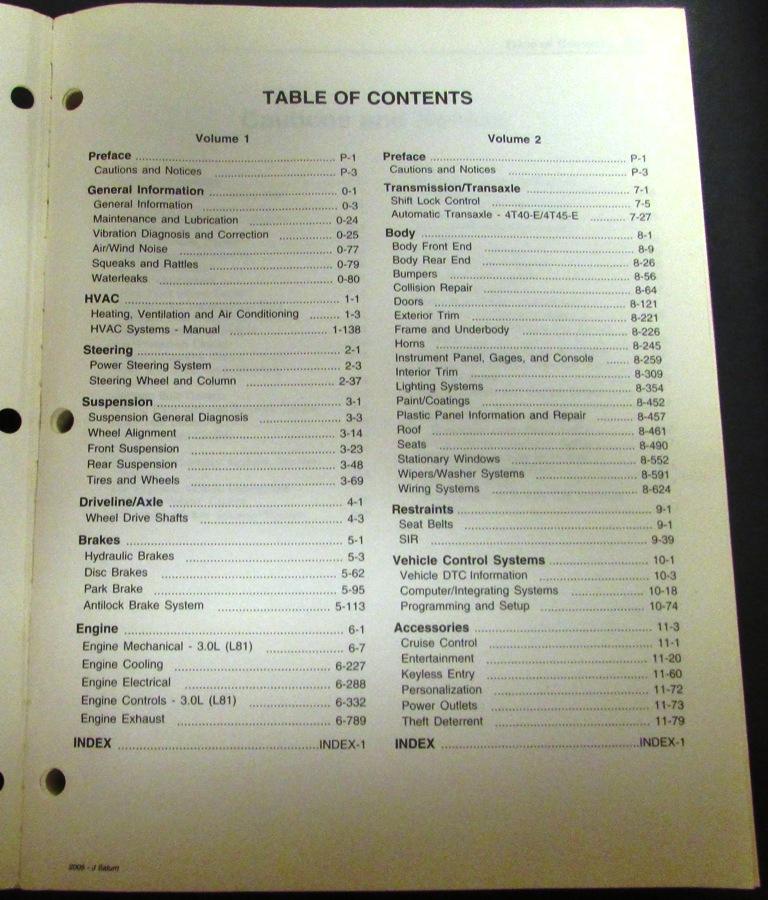 TABLE OF CONTENTS
Volume 1
Preface ........ P-1
Cautions and Notices ........ P-3
General Information ........ 0-1
General Information ........ 0-3
Maintenance and Lubrication ........ 0-24
Vibration Diagnosis and Correction ........ 0-25
Air/Wind Noise ........ 0-77
Squeaks and Rattles ........ 0-79
Waterleaks ........ 0-80
HVAC ........ 1-1
Heating, Ventilation and Air Conditioning ........ 1-3
HVAC Systems - Manual ........ 1-138
Steering ........ 2-1
Power Steering System ........ 2-3
Steering Wheel and Column ........ 2-37
Suspension ........ 3-1
Suspension General Diagnosis ........ 3-3
Wheel Alignment ........ 3-14
Front Suspension ........ 3-23
Rear Suspension ........ 3-48
Tires and Wheels ........ 3-69
Driveline/Axle ........ 4-1
Wheel Drive Shafts ........ 4-3
Brakes ........ 5-1
Hydraulic Brakes ........ 5-3
Disc Brakes ........ 5-62
Park Brake ........ 5-95
Antilock Brake System ........ 5-113
Engine ........ 6-1
Engine Mechanical - 3.0L (L81) ........ 6-7
Engine Cooling ........ 6-227
Engine Electrical ........ 6-288
Engine Controls - 3.0L (L81) ........ 6-332
Engine Exhaust ........ 6-789
INDEX ........ INDEX-1
Volume 2
Preface ........ P-1
Cautions and Notices ........ P-3
Transmission/Transaxle ........ 7-1
Shift Lock Control ........ 7-5
Automatic Transaxle - 4T40-E/4T45-E ........ 7-27
Body ........ 8-1
Body Front End ........ 8-9
Body Rear End ........ 8-26
Bumpers ........ 8-56
Collision Repair ........ 8-64
Doors ........ 8-121
Exterior Trim ........ 8-221
Frame and Underbody ........ 8-226
Horns ........ 8-245
Instrument Panel, Gages, and Console ........ 8-259
Interior Trim ........ 8-309
Lighting Systems ........ 8-354
Paint/Coatings ........ 8-452
Plastic Panel Information and Repair ........ 8-457
Roof ........ 8-461
Seats ........ 8-490
Stationary Windows ........ 8-552
Wipers/Washer Systems ........ 8-591
Wiring Systems ........ 8-624
Restraints ........ 9-1
Seat Belts ........ 9-1
SIR ........ 9-39
Vehicle Control Systems ........ 10-1
Vehicle DTC Information ........ 10-3
Computer/Integrating Systems ........ 10-18
Programming and Setup ........ 10-74
Accessories ........ 11-3
Cruise Control ........ 11-1
Entertainment ........ 11-20
Keyless Entry ........ 11-60
Personalization ........ 11-72
Power Outlets ........ 11-73
Theft Deterrent ........ 11-79
INDEX ........ INDEX-1
2005 - J Saturn